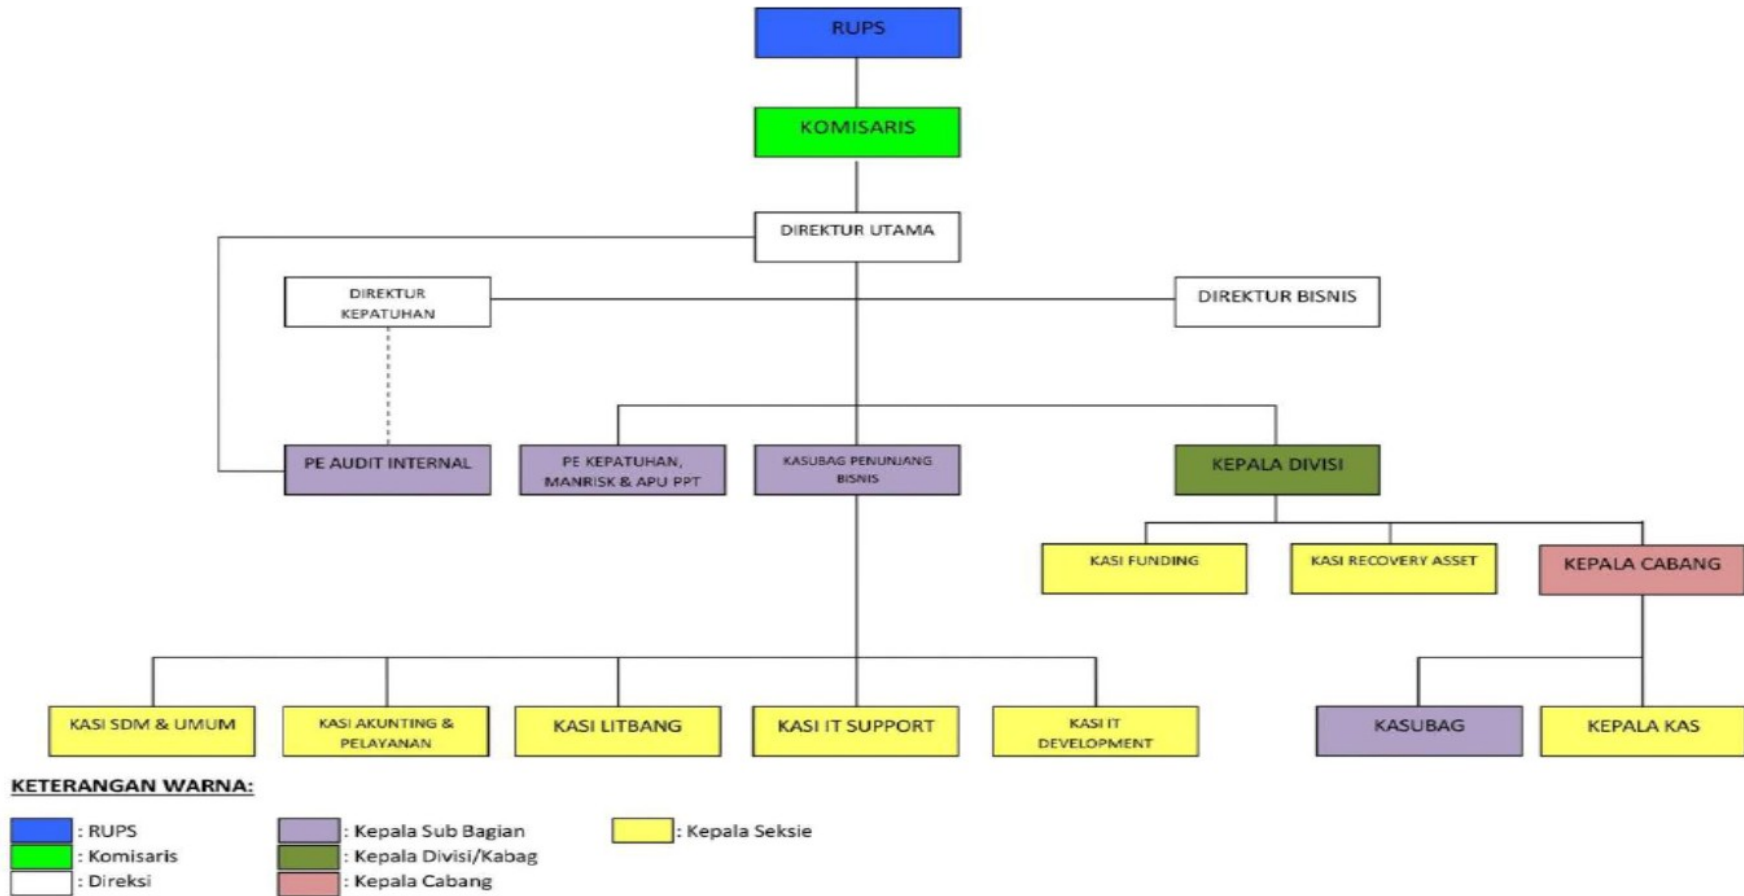 RUPS
KOMISARIS
DIREKTUR UTAMA
DIREKTUR
KEPATUHAN
DIREKTUR BISNIS
PE AUDIT INTERNAL
PE KEPATUHAN,
MANRISK & APU PPT
KASUBAG PENUNJANG
BISNIS
KEPALA DIVISI
KASI FUNDING
KASI RECOVERY ASSET
KEPALA CABANG
KASI SDM & UMUM
KASI AKUNTING &
PELAYANAN
KASI LITBANG
KASI IT SUPPORT
KASI IT
DEVELOPMENT
KASUBAG
KEPALA KAS
KETERANGAN WARNA:
: RUPS
: Komisaris
: Direksi
: Kepala Sub Bagian
: Kepala Divisi/Kabag
: Kepala Cabang
: Kepala Seksie